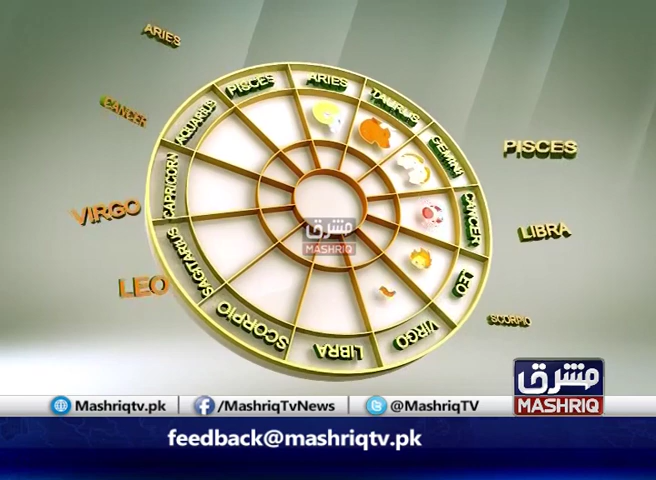 ARIES
CANCER
VIRGO
LEO
PISCES
ARIES
TAURUS
GEMINI
CANCER
LEO
VIRGO
LIBRA
SCORPIO
SAGITARIUS
CAPRICORN
AQUARIUS
مشرق
MASHRIQ
PISCES
LIBRA
SCORPIO
مشرق
MASHRIQ
Mashriqtv.pk
/MashriqTvNews
@MashriqTV
feedback@mashriqtv.pk